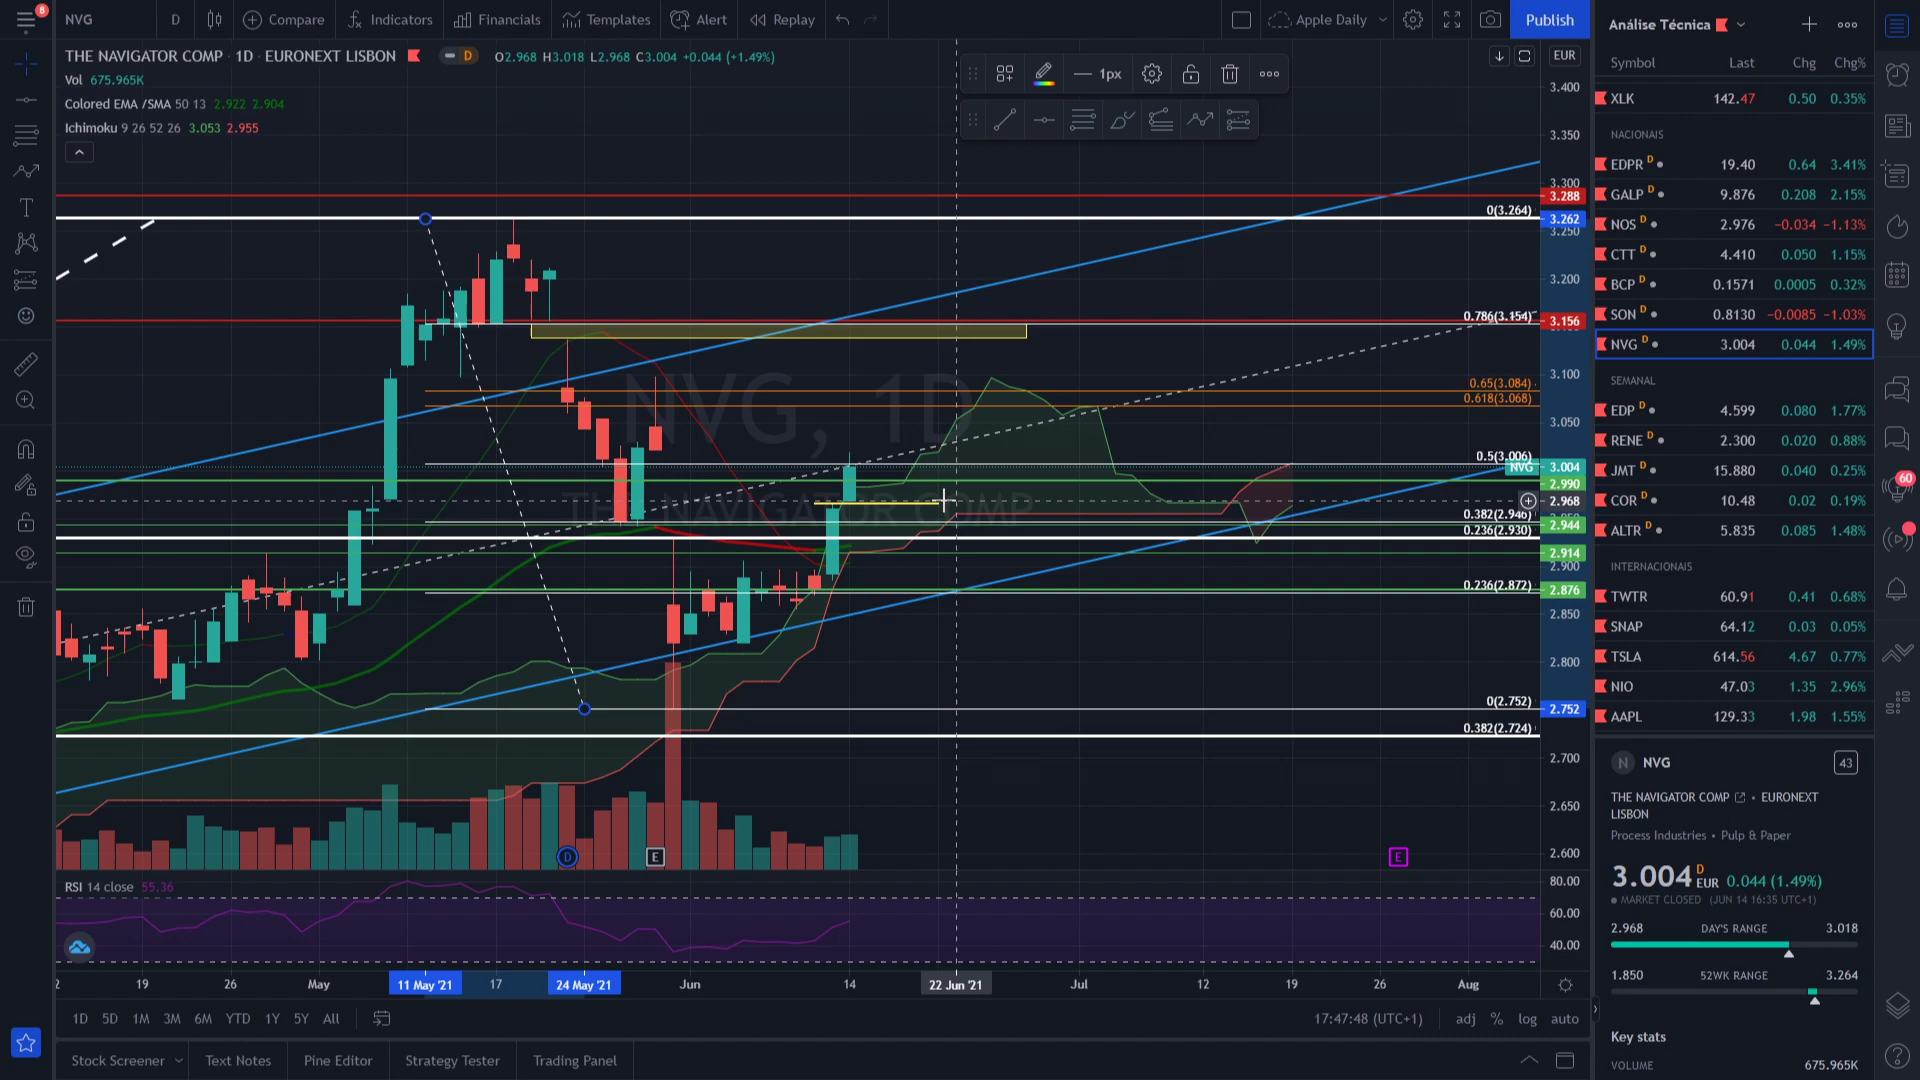 8
NVG
D
Compare
Indicators
Financials
Templates
Alert
Replay
Apple Daily
Publish
THE NAVIGATOR COMP · 1D · EURONEXT LISBON
D
O2.968 H3.018 L2.968 C3.004 +0.044 (+1.49%)
Vol 675.965K
Colored EMA /SMA 50 13 2.922 2.904
Ichimoku 9 26 52 26 3.053 2.955
1px
EUR
3.400
3.350
3.300
3.288
3.262
3.250
3.200
3.156
3.100
3.050
NVG
3.004
2.990
2.968
2.944
2.914
2.900
2.876
2.850
2.800
2.752
2.700
2.650
2.600
0(3.264)
0.786(3.154)
0.65(3.084)
0.618(3.068)
0.5(3.006)
0.382(2.946)
0.236(2.930)
0.236(2.872)
0(2.752)
0.382(2.724)
NVG, 1D
THE NAVIGATOR COMP
D
E
E
RSI 14 close 55.36
80.00
60.00
40.00
2
19
26
May
11 May '21
17
24 May '21
Jun
14
22 Jun '21
Jul
12
19
26
Aug
1D 5D 1M 3M 6M YTD 1Y 5Y All
17:47:48 (UTC+1)
adj % log auto
Stock Screener
Text Notes
Pine Editor
Strategy Tester
Trading Panel
Análise Técnica
Symbol Last Chg Chg%
XLK 142.47 0.50 0.35%
NACIONAIS
EDPR D 19.40 0.64 3.41%
GALP D 9.876 0.208 2.15%
NOS D 2.976 −0.034 −1.13%
CTT D 4.410 0.050 1.15%
BCP D 0.1571 0.0005 0.32%
SON D 0.8130 −0.0085 −1.03%
NVG D 3.004 0.044 1.49%
SEMANAL
EDP D 4.599 0.080 1.77%
RENE D 2.300 0.020 0.88%
JMT D 15.880 0.040 0.25%
COR D 10.48 0.02 0.19%
ALTR D 5.835 0.085 1.48%
INTERNACIONAIS
TWTR 60.91 0.41 0.68%
SNAP 64.12 0.03 0.05%
TSLA 614.56 4.67 0.77%
NIO 47.03 1.35 2.96%
AAPL 129.33 1.98 1.55%
60
N NVG 43
THE NAVIGATOR COMP • EURONEXT
LISBON
Process Industries • Pulp & Paper
3.004 D EUR 0.044 (1.49%)
MARKET CLOSED (JUN 14 16:35 UTC+1)
2.968 DAY'S RANGE 3.018
1.850 52WK RANGE 3.264
Key stats
VOLUME 675.965K